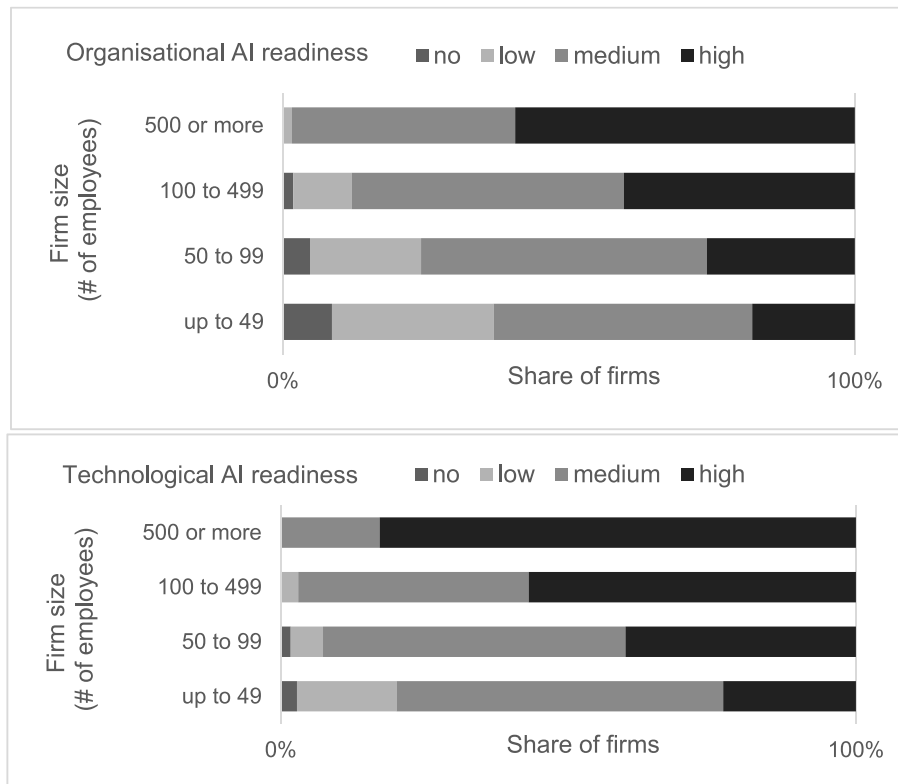 Organisational AI readiness no low medium high
Firm size
(# of employees)
500 or more
100 to 499
50 to 99
up to 49
0% Share of firms 100%
Technological AI readiness no low medium high
Firm size
(# of employees)
500 or more
100 to 499
50 to 99
up to 49
0% Share of firms 100%